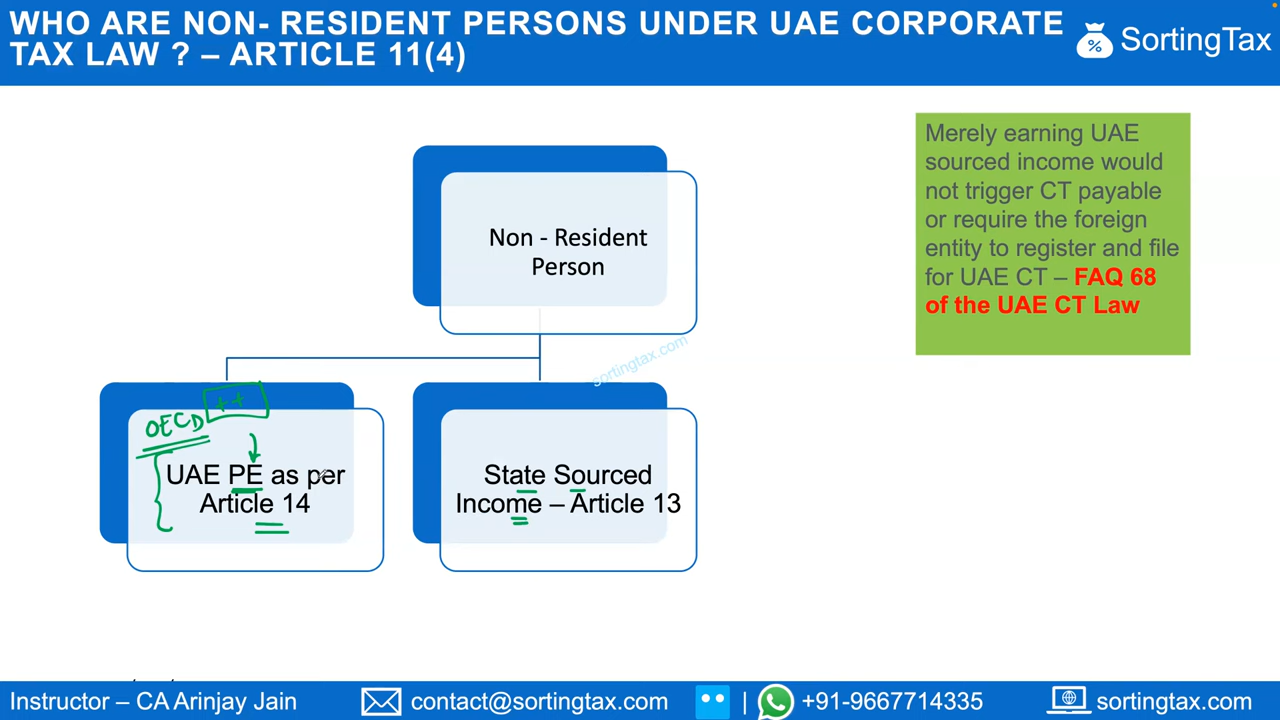 WHO ARE NON- RESIDENT PERSONS UNDER UAE CORPORATE
TAX LAW ? – ARTICLE 11(4)
SortingTax
Merely earning UAE
sourced income would
not trigger CT payable
or require the foreign
entity to register and file
for UAE CT – FAQ 68
of the UAE CT Law
Non - Resident
Person
sortingtax.com
++
OECD
UAE PE as per
Article 14
State Sourced
Income – Article 13
Instructor – CA Arinjay Jain
contact@sortingtax.com
|
+91-9667714335
sortingtax.com